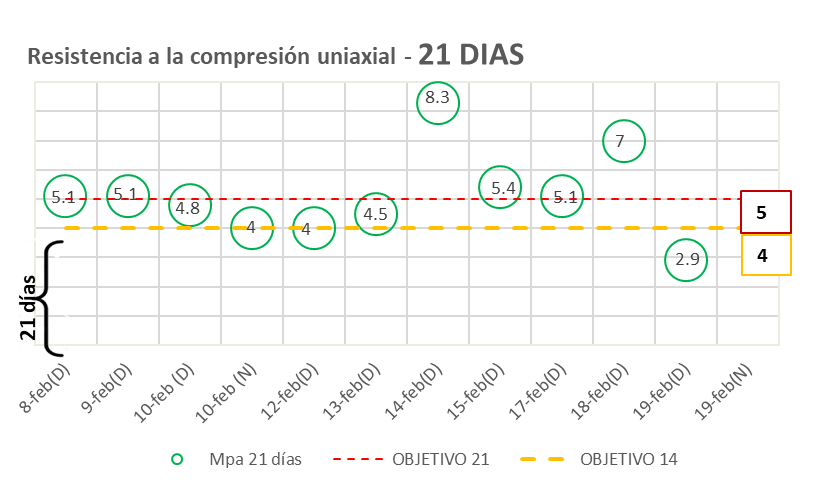 Resistencia a la compresión uniaxial - 21 DIAS
8.3
7
5.1 5.1 4.8 4 4 4.5 5.4 5.1
2.9
5
4
21 días
8-feb(D) 9-feb(D) 10-feb (D) 10-feb (N) 12-feb(D) 13-feb(D) 14-feb(D) 15-feb(D) 17-feb(D) 18-feb(D) 19-feb(D) 19-feb(N)
Mpa 21 días OBJETIVO 21 OBJETIVO 14